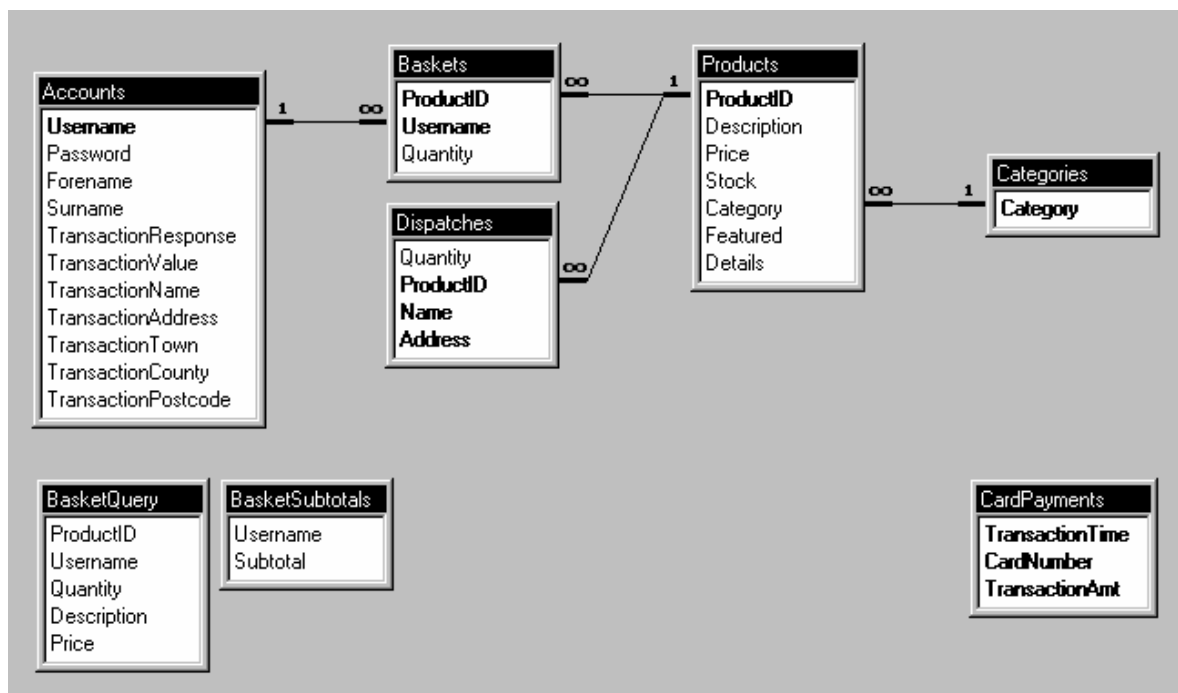 Accounts
Username
Password
Forename
Surname
TransactionResponse
TransactionValue
TransactionName
TransactionAddress
TransactionTown
TransactionCounty
TransactionPostcode
1
∞
Baskets
ProductID
Username
Quantity
∞
1
Dispatches
Quantity
ProductID
Name
Address
∞
Products
ProductID
Description
Price
Stock
Category
Featured
Details
∞
1
Categories
Category
BasketQuery
ProductID
Username
Quantity
Description
Price
BasketSubtotals
Username
Subtotal
CardPayments
TransactionTime
CardNumber
TransactionAmt